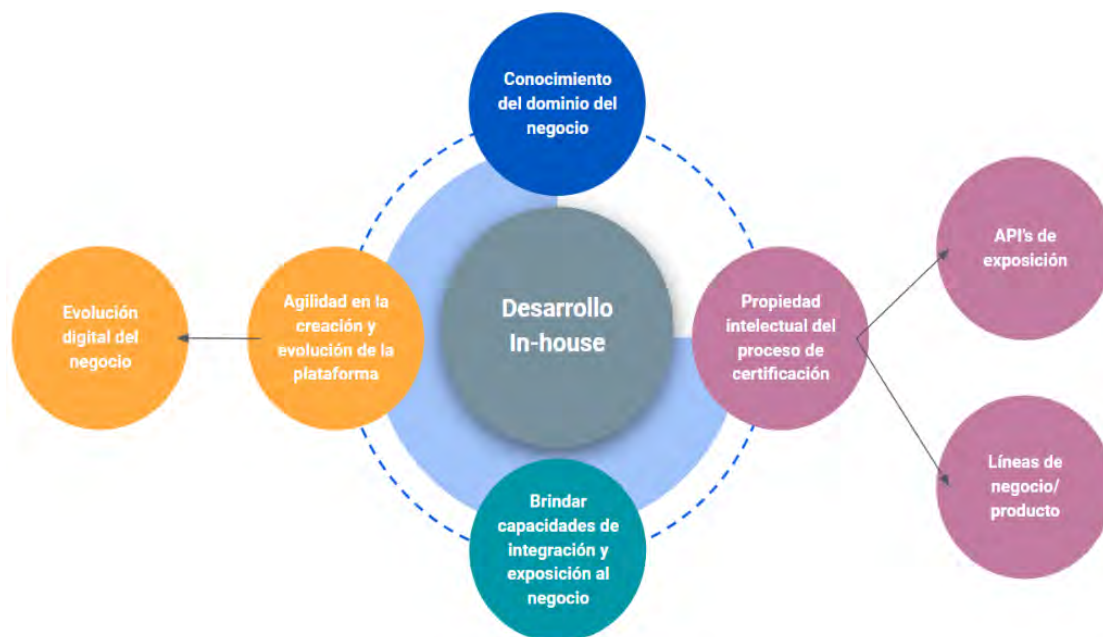 Conocimiento
del dominio del
negocio
Evolución
digital del
negocio
Agilidad en la
creación y
evolución de la
plataforma
Desarrollo
In-house
Propiedad
intelectual del
proceso de
certificación
API's de
exposición
Líneas de
negocio/
producto
Brindar
capacidades de
integración y
exposición al
negocio